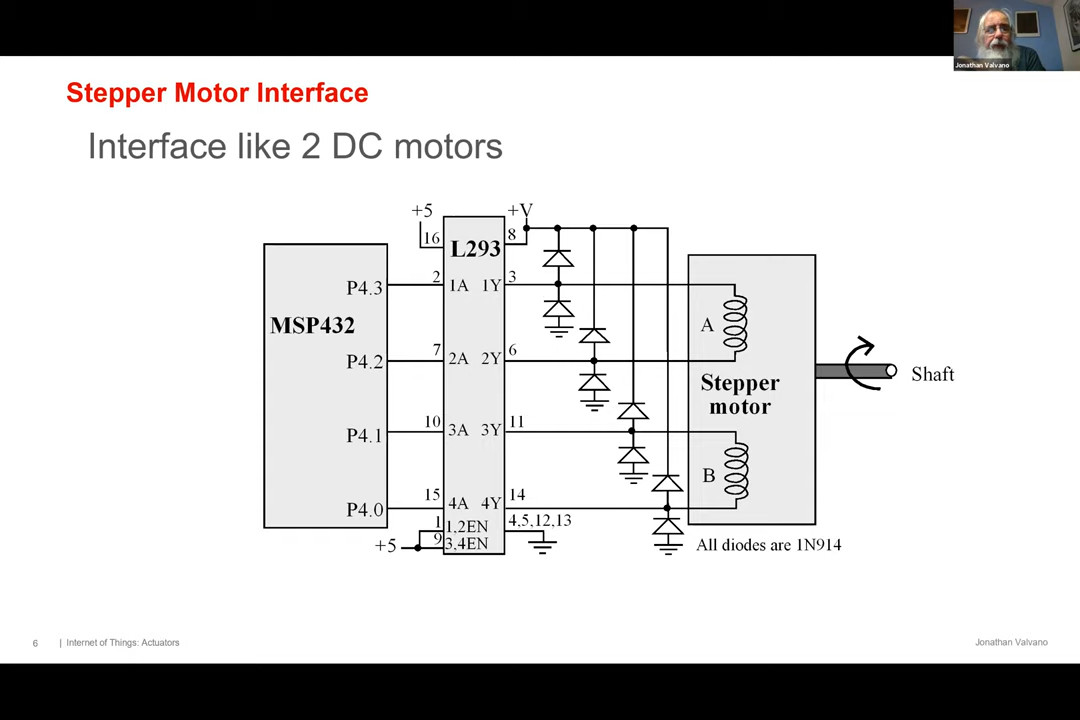 Jonathan Valvano
Stepper Motor Interface
Interface like 2 DC motors
+5
+V
16
L293
8
P4.3
2
1A
1Y
3
MSP432
A
P4.2
7
2A
2Y
6
Stepper
motor
Shaft
P4.1
10
3A
3Y
11
B
P4.0
15
4A
4Y
14
1
1,2EN
4,5,12,13
+5
9
3,4EN
All diodes are 1N914
6
| Internet of Things: Actuators
Jonathan Valvano